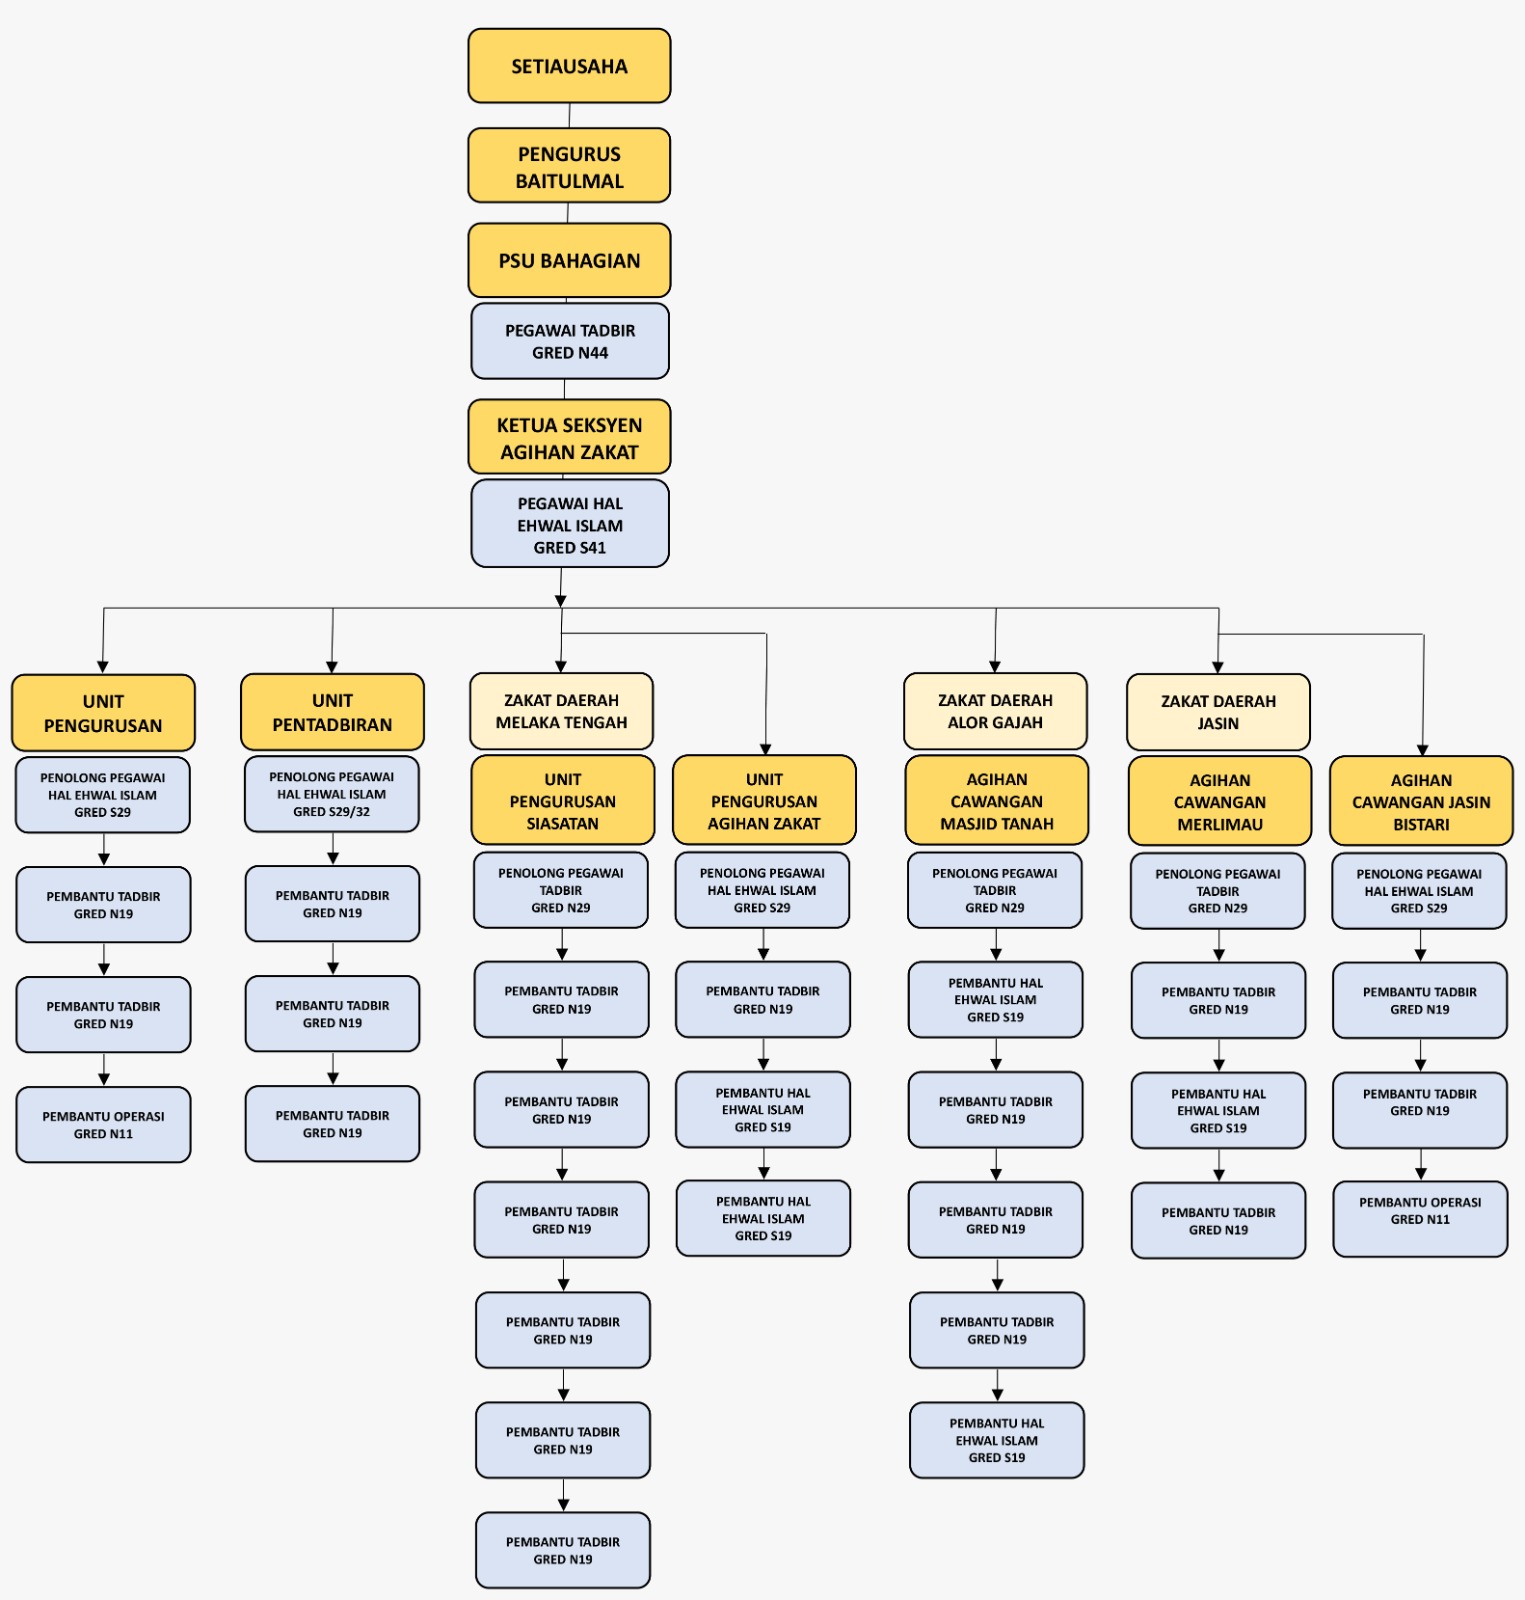 SETIAUSAHA
PENGURUS
BAITULMAL
PSU BAHAGIAN
PEGAWAI TADBIR
GRED N44
KETUA SEKSYEN
AGIHAN ZAKAT
PEGAWAI HAL
EHWAL ISLAM
GRED S41
UNIT
PENGURUSAN
PENOLONG PEGAWAI
HAL EHWAL ISLAM
GRED S29
PEMBANTU TADBIR
GRED N19
PEMBANTU TADBIR
GRED N19
PEMBANTU OPERASI
GRED N11
UNIT
PENTADBIRAN
PENOLONG PEGAWAI
HAL EHWAL ISLAM
GRED S29/32
PEMBANTU TADBIR
GRED N19
PEMBANTU TADBIR
GRED N19
PEMBANTU TADBIR
GRED N19
ZAKAT DAERAH
MELAKA TENGAH
UNIT
PENGURUSAN
SIASATAN
PENOLONG PEGAWAI
TADBIR
GRED N29
PEMBANTU TADBIR
GRED N19
PEMBANTU TADBIR
GRED N19
PEMBANTU TADBIR
GRED N19
PEMBANTU TADBIR
GRED N19
PEMBANTU TADBIR
GRED N19
PEMBANTU TADBIR
GRED N19
UNIT
PENGURUSAN
AGIHAN ZAKAT
PENOLONG PEGAWAI
HAL EHWAL ISLAM
GRED S29
PEMBANTU TADBIR
GRED N19
PEMBANTU HAL
EHWAL ISLAM
GRED S19
PEMBANTU HAL
EHWAL ISLAM
GRED S19
ZAKAT DAERAH
ALOR GAJAH
AGIHAN
CAWANGAN
MASJID TANAH
PENOLONG PEGAWAI
TADBIR
GRED N29
PEMBANTU HAL
EHWAL ISLAM
GRED S19
PEMBANTU TADBIR
GRED N19
PEMBANTU TADBIR
GRED N19
PEMBANTU TADBIR
GRED N19
PEMBANTU HAL
EHWAL ISLAM
GRED S19
ZAKAT DAERAH
JASIN
AGIHAN
CAWANGAN
MERLIMAU
PENOLONG PEGAWAI
TADBIR
GRED N29
PEMBANTU TADBIR
GRED N19
PEMBANTU HAL
EHWAL ISLAM
GRED S19
PEMBANTU TADBIR
GRED N19
AGIHAN
CAWANGAN JASIN
BISTARI
PENOLONG PEGAWAI
HAL EHWAL ISLAM
GRED S29
PEMBANTU TADBIR
GRED N19
PEMBANTU TADBIR
GRED N19
PEMBANTU OPERASI
GRED N11